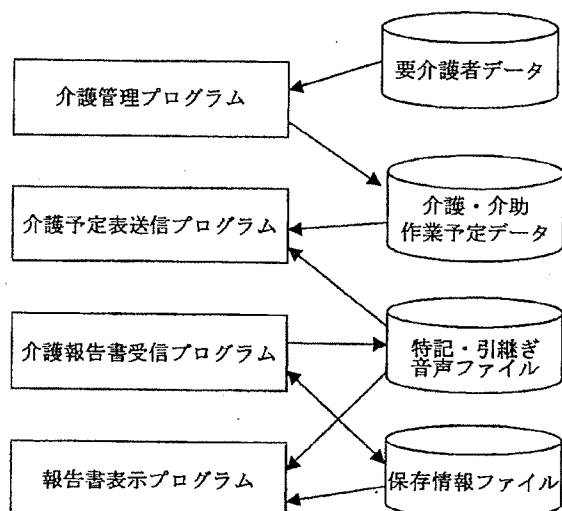 要介護者データ
介護管理プログラム
介護予定表送信プログラム
介護・介助
作業予定データ
介護報告書受信プログラム
特記・引継ぎ
音声ファイル
報告書表示プログラム
保存情報ファイル